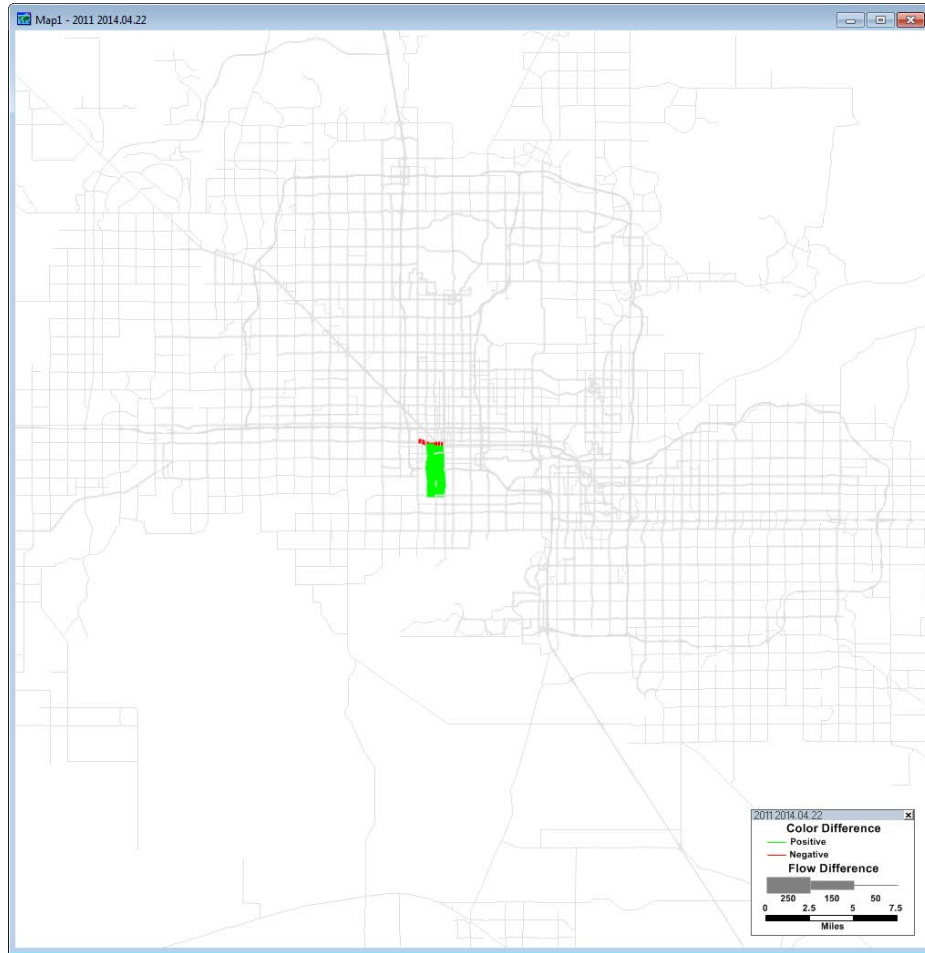 Map1 - 2011 2014.04.22
2011 2014.04.22
Color Difference
Positive
Negative
Flow Difference
250 150 50
0 2.5 5 7.5
Miles